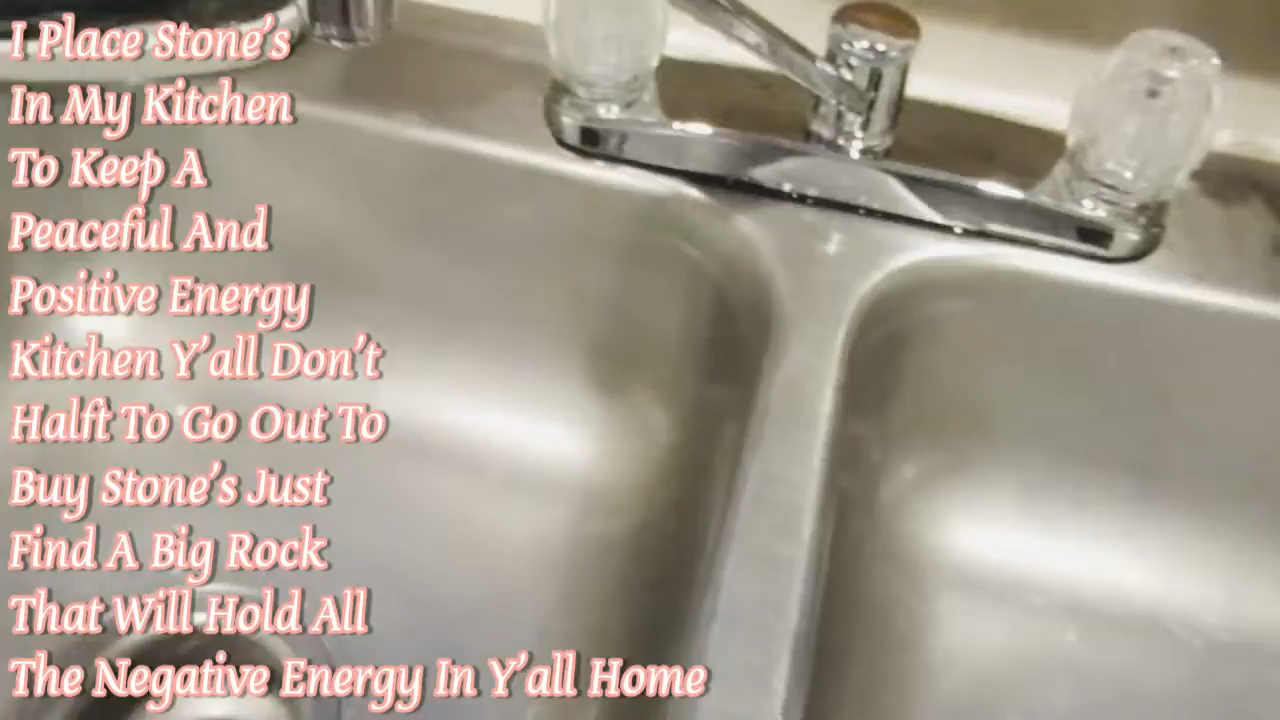 I Place Stone's
In My Kitchen
To Keep A
Peaceful And
Positive Energy
Kitchen Y'all Don't
Halft To Go Out To
Buy Stone's Just
Find A Big Rock
That Will Hold All
The Negative Energy In Y'all Home